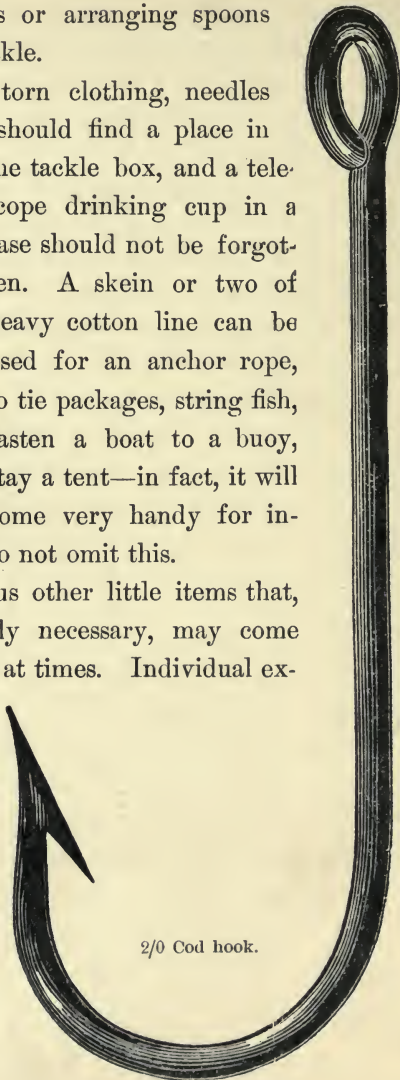 s or arranging spoons
kle.
torn clothing, needles
should find a place in
ne tackle box, and a tele-
cope drinking cup in a
ase should not be forgot-
en. A skein or two of
eavy cotton line can be
sed for an anchor rope,
o tie packages, string fish,
asten a boat to a buoy,
tay a tent—in fact, it will
ome very handy for in-
o not omit this.
us other little items that,
ly necessary, may come
at times. Individual ex-
2/0 Cod hook.